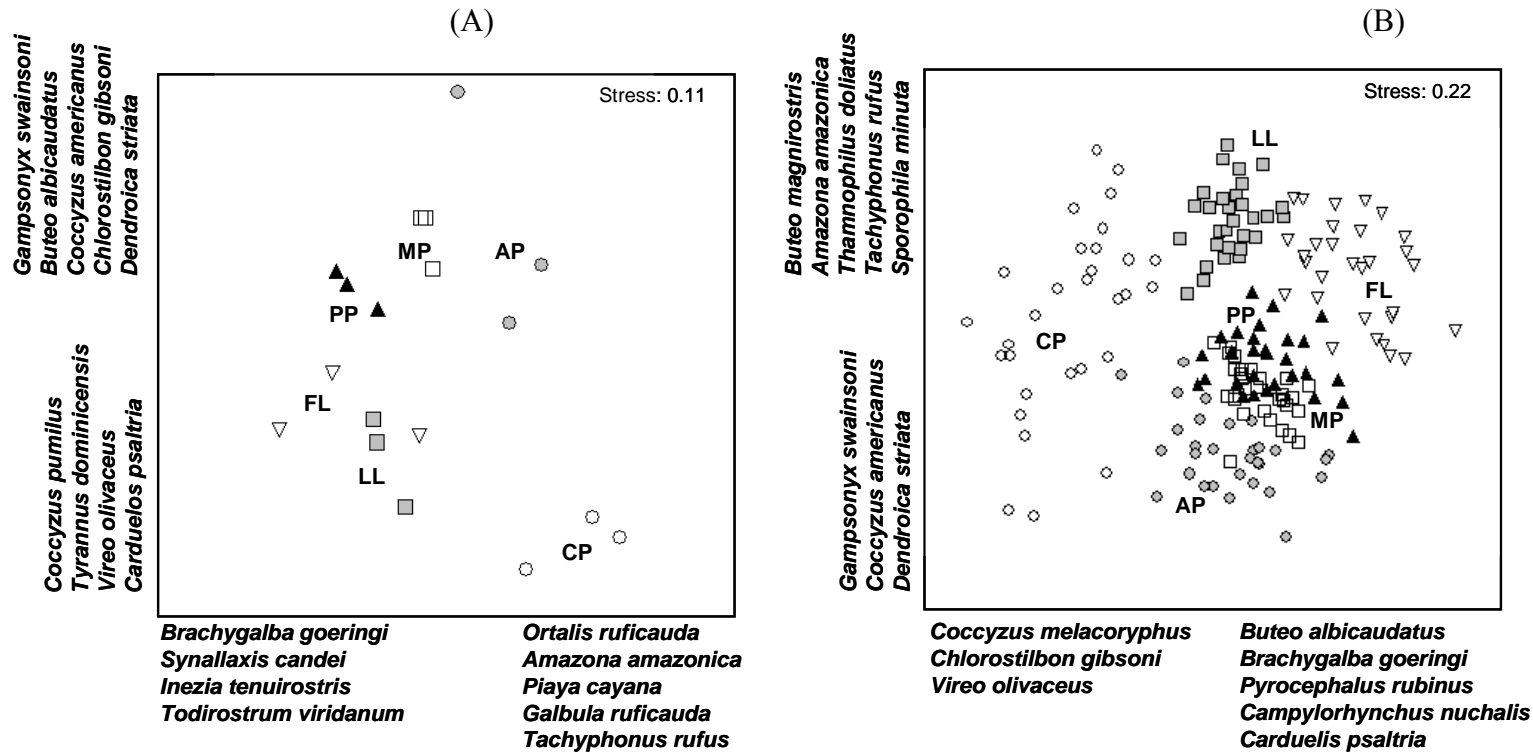 (A)
Stress: 0.11
Gampsonyx swainsoni
Buteo albicaudatus
Coccyzus americanus
Chlorostilbon gibsoni
Dendroica striata
Coccyzus pumilus
Tyrannus dominicensis
Vireo olivaceus
Carduelos psaltria
MP
AP
PP
FL
LL
CP
Brachygalba goeringi
Synallaxis candei
Inezia tenuirostris
Todirostrum viridanum
Ortalis ruficauda
Amazona amazonica
Piaya cayana
Galbula ruficauda
Tachyphonus rufus
(B)
Stress: 0.22
Buteo magnirostris
Amazona amazonica
Thamnophilus doliatus
Tachyphonus rufus
Sporophila minuta
Gampsonyx swainsoni
Coccyzus americanus
Dendroica striata
LL
FL
PP
CP
MP
AP
Coccyzus melacoryphus
Chlorostilbon gibsoni
Vireo olivaceus
Buteo albicaudatus
Brachygalba goeringi
Pyrocephalus rubinus
Campylorhynchus nuchalis
Carduelis psaltria